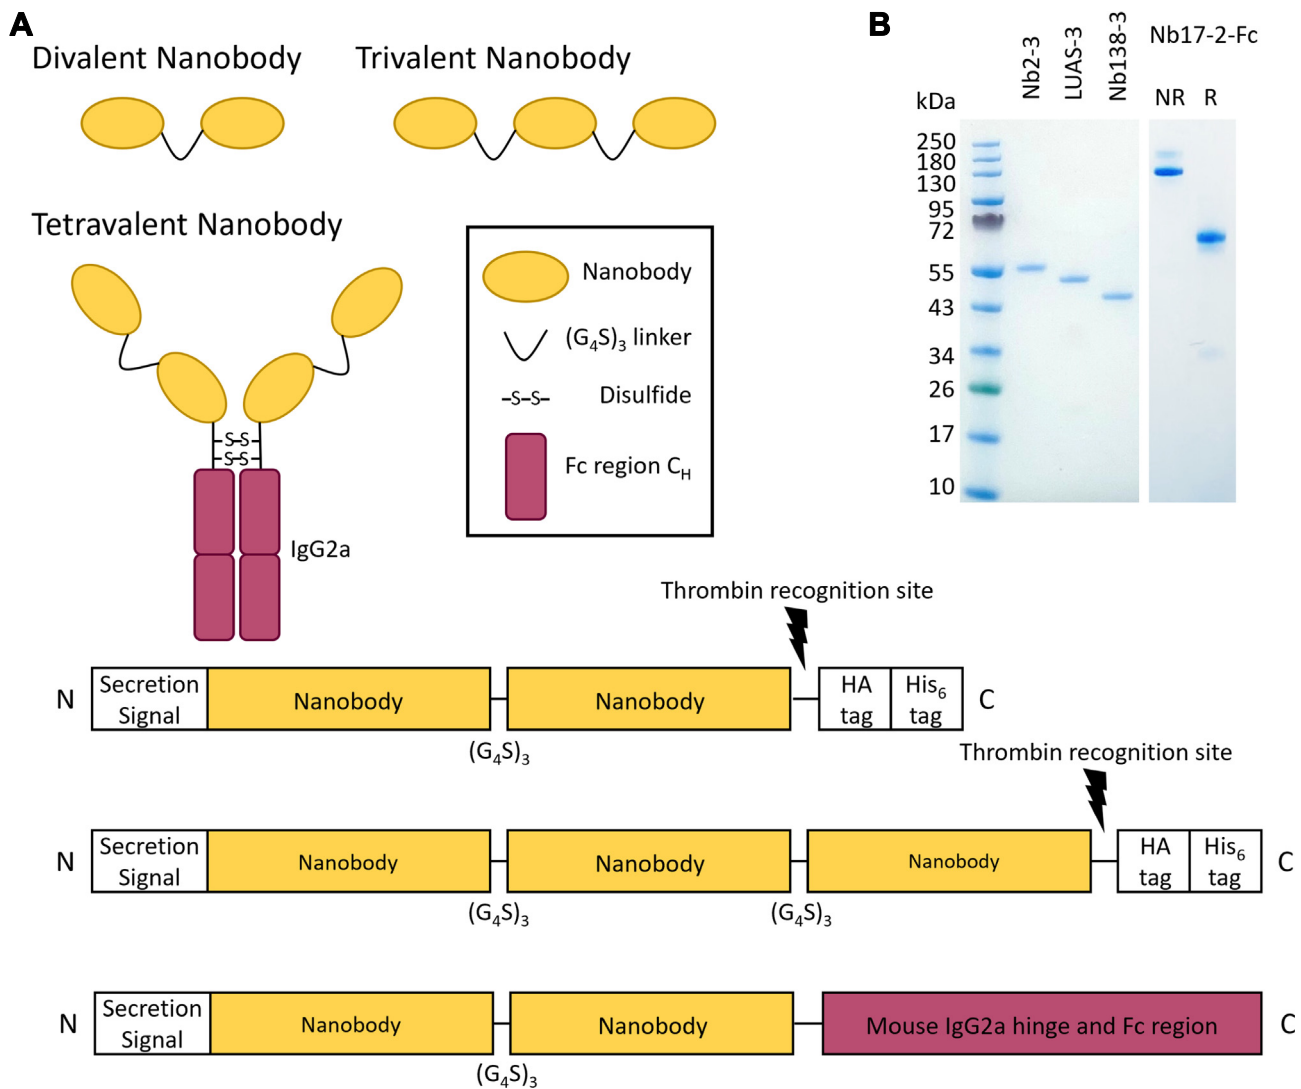 A
Divalent Nanobody
Trivalent Nanobody
Tetravalent Nanobody
-S-S-
-S-S-
IgG2a
Nanobody
(G₄S)₃ linker
-S-S- Disulfide
Fc region C_H
B
Nb2-3
LUAS-3
Nb138-3
Nb17-2-Fc
kDa
NR R
250
180
130
95
72
55
43
34
26
17
10
Thrombin recognition site
N
Secretion
Signal
Nanobody
Nanobody
HA
tag
His₆
tag
C
(G₄S)₃
Thrombin recognition site
N
Secretion
Signal
Nanobody
Nanobody
Nanobody
HA
tag
His₆
tag
C
(G₄S)₃
(G₄S)₃
N
Secretion
Signal
Nanobody
Nanobody
Mouse IgG2a hinge and Fc region
C
(G₄S)₃